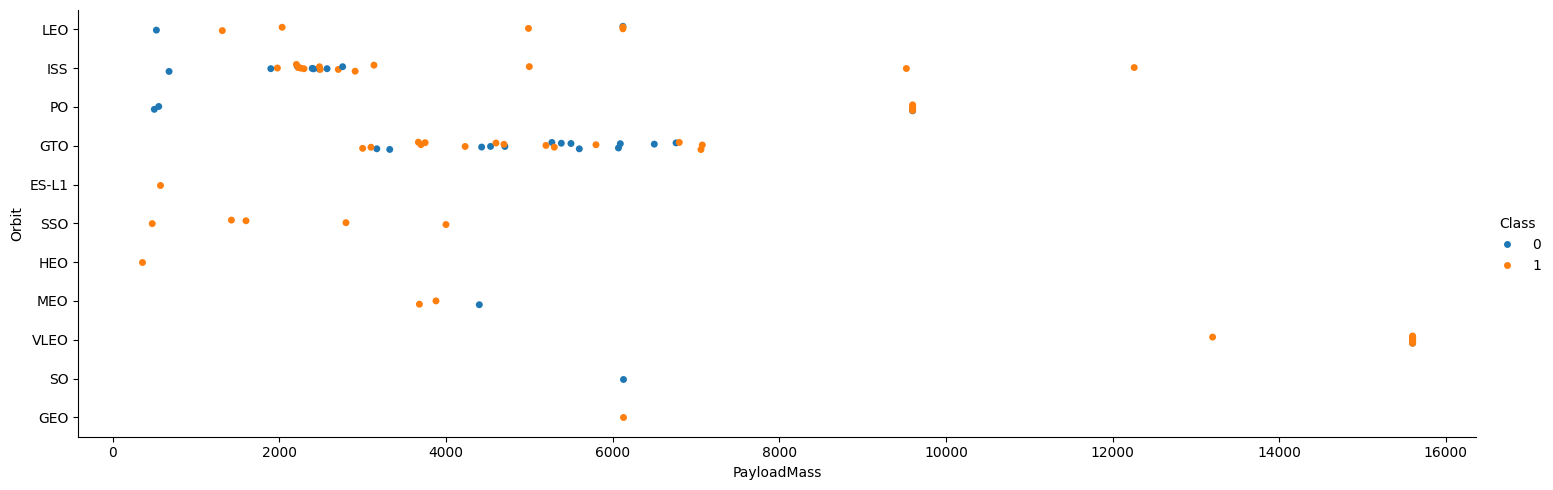 LEO
ISS
PO
GTO
ES-L1
SSO
HEO
MEO
VLEO
SO
GEO
Orbit
0 2000 4000 6000 8000 10000 12000 14000 16000
PayloadMass
Class
0
1